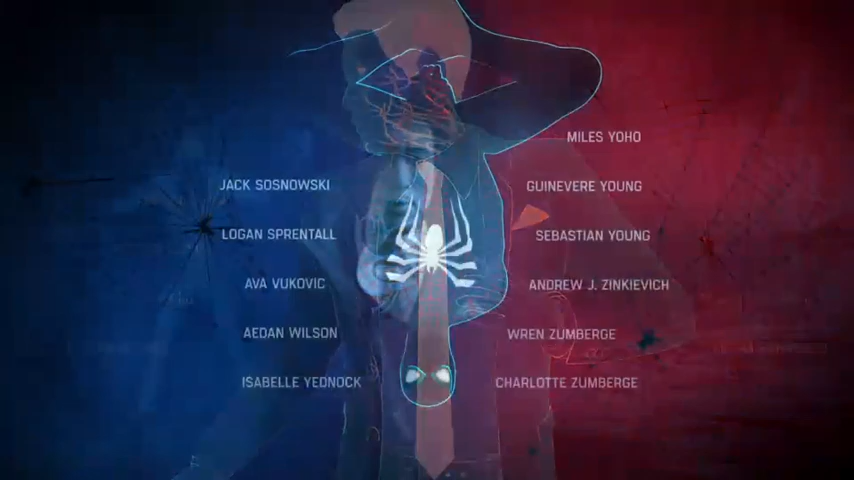 MILES YOHO
JACK SOSNOWSKI
GUINEVERE YOUNG
LOGAN SPRENTALL
SEBASTIAN YOUNG
AVA VUKOVIC
ANDREW J. ZINKIEVICH
AEDAN WILSON
WREN ZUMBERGE
ISABELLE YEDNOCK
CHARLOTTE ZUMBERGE